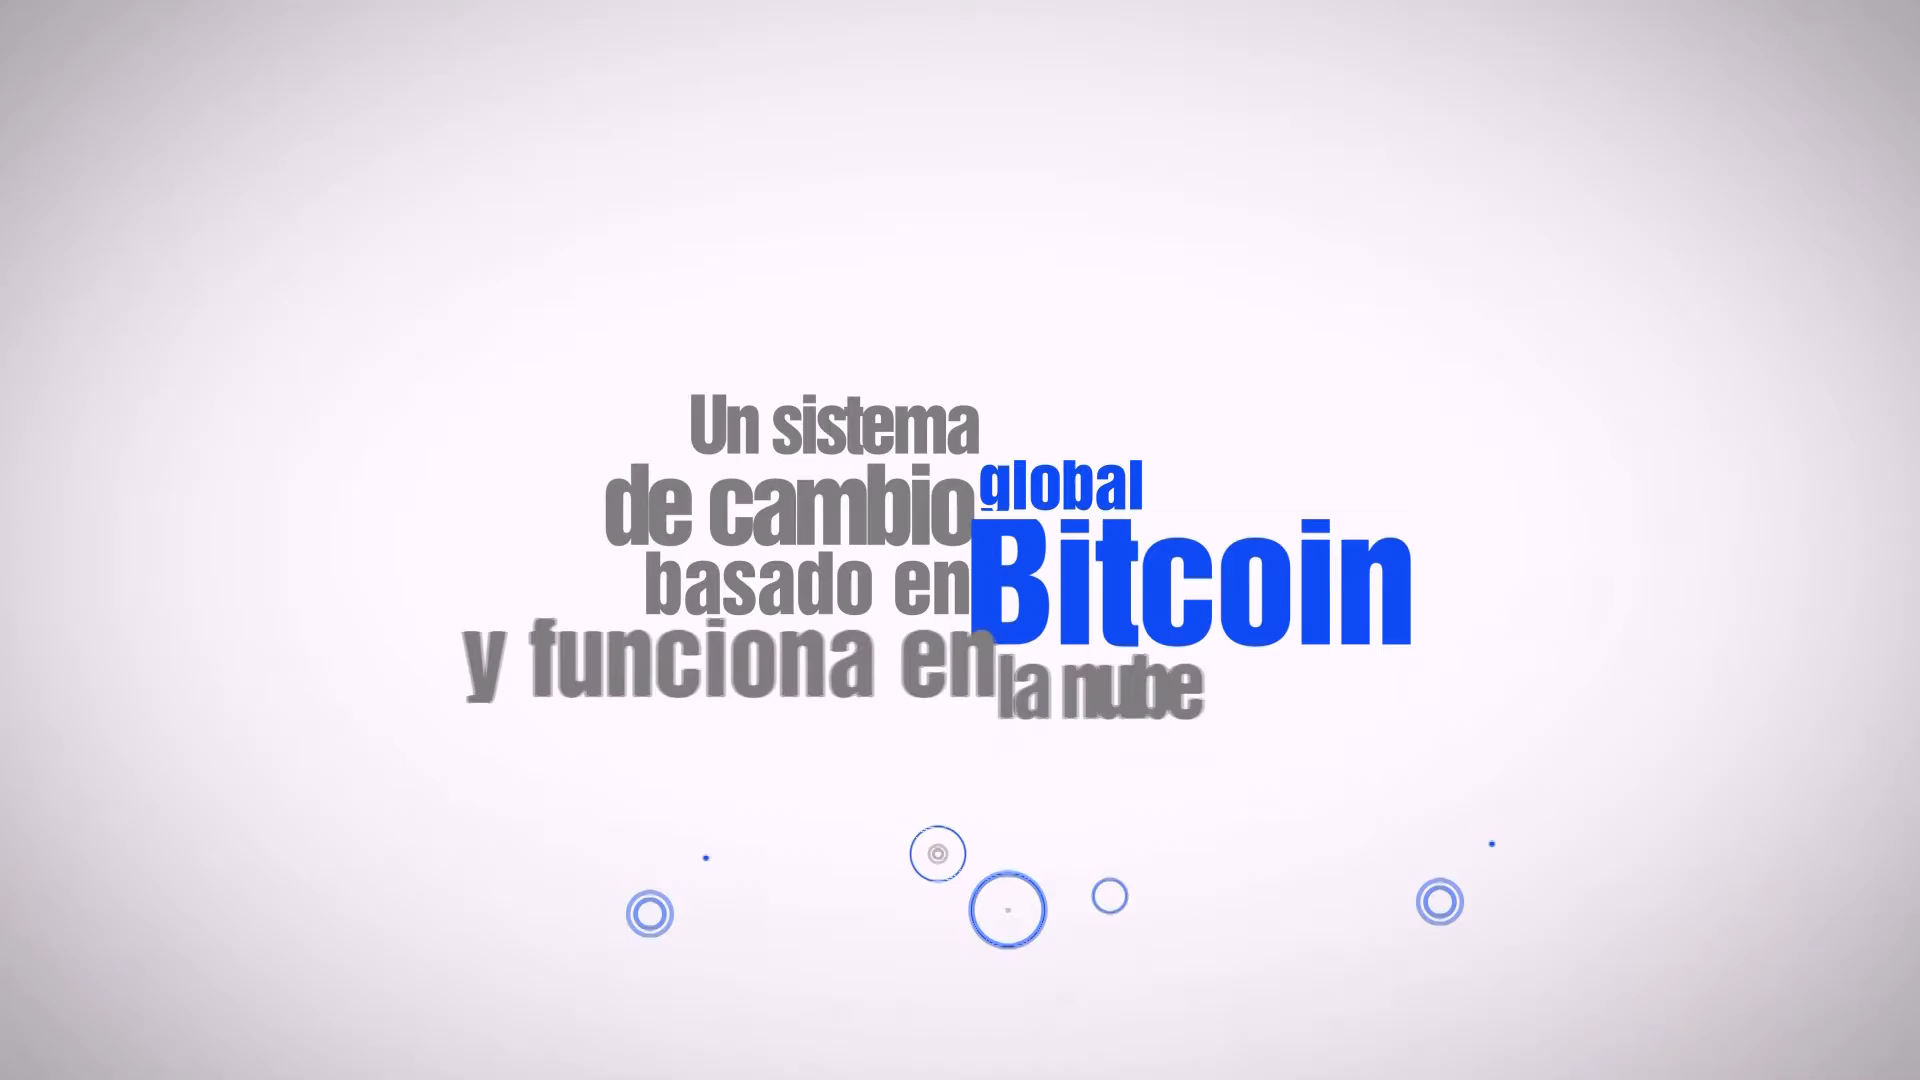 Un sistema
de cambio global
basado en Bitcoin
y funciona en la nube